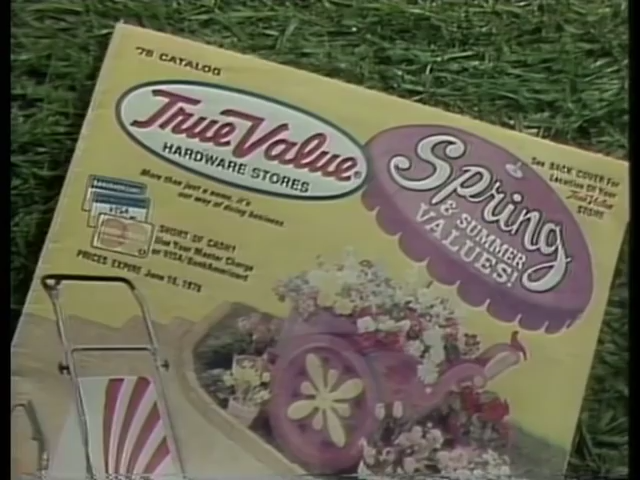 '78 CATALOG
True Value®
HARDWARE STORES
More than just a name, it's
our way of doing business.
Spring
& SUMMER
VALUES!
See BACK COVER For
Location Of Your
True Value
STORE
VISA
SHORT OF CASH?
Use Your Master Charge
or VISA/BankAmericard
PRICES EXPIRE June 16, 1978